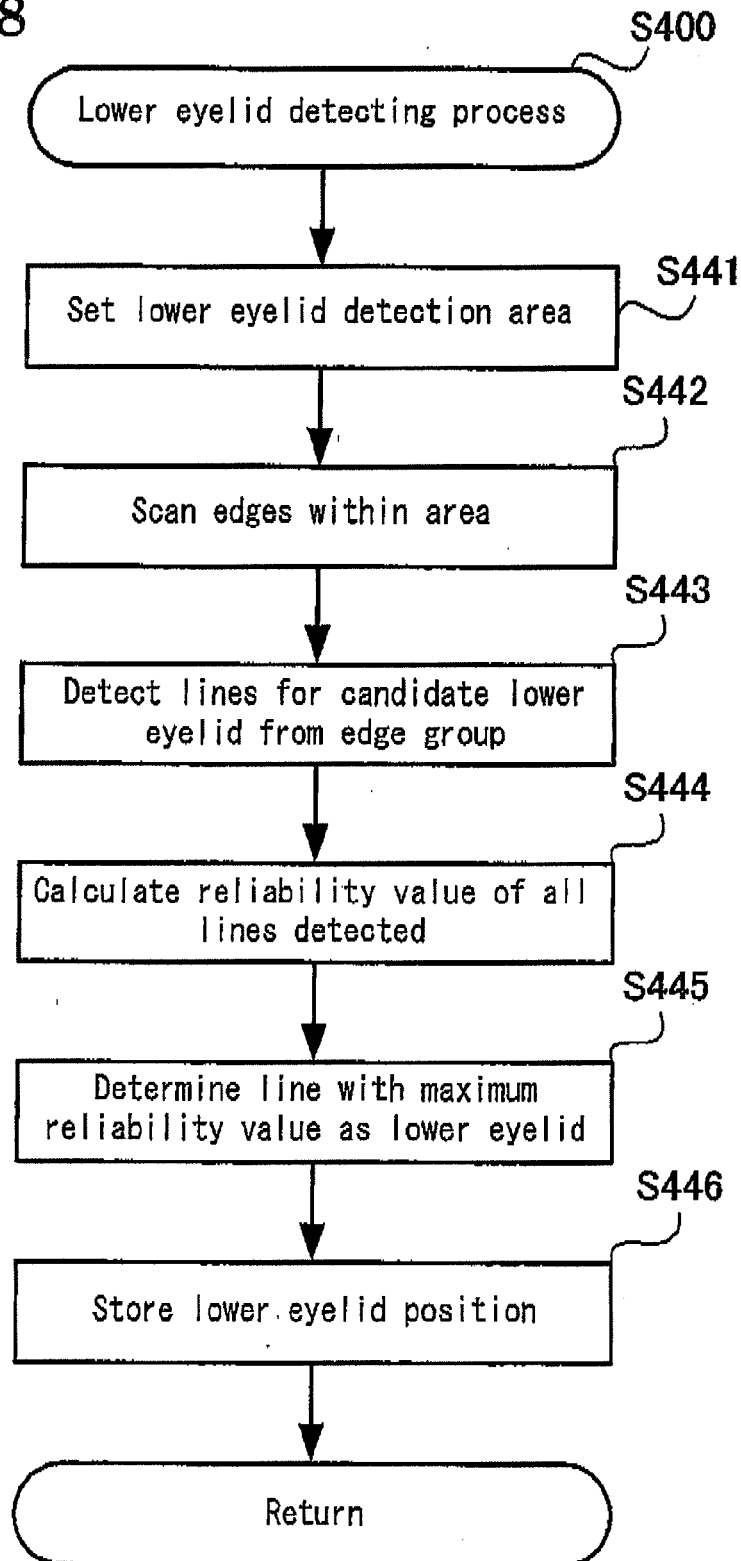 8
S400
Lower eyelid detecting process
S441
Set lower eyelid detection area
S442
Scan edges within area
S443
Detect lines for candidate lower
eyelid from edge group
S444
Calculate reliability value of all
lines detected
S445
Determine line with maximum
reliability value as lower eyelid
S446
Store lower eyelid position
Return